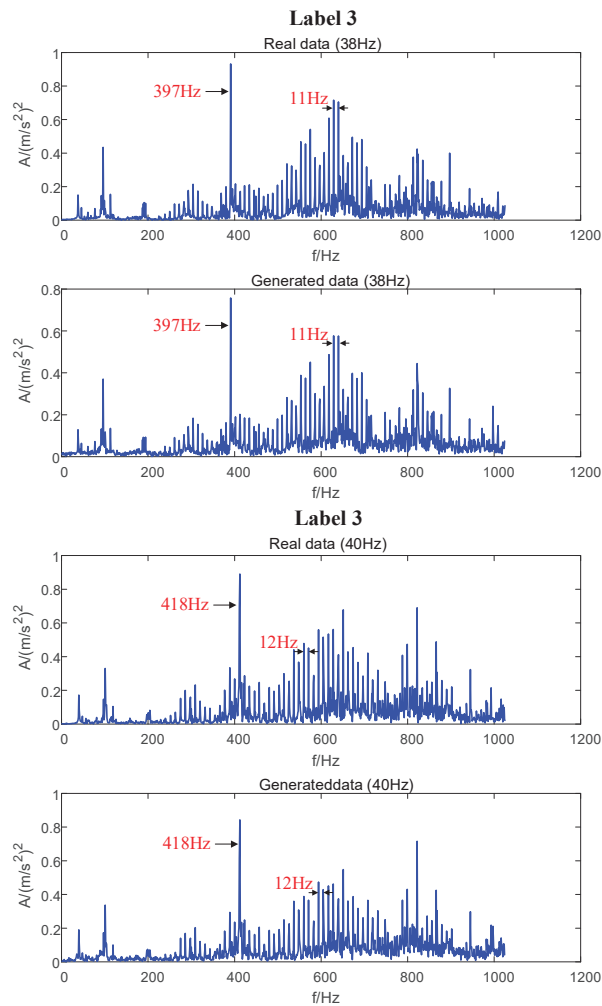 Label 3
Real data (38Hz)
1
0.8
0.6
0.4
0.2
0
A/(m/s²)²
397Hz
11Hz
0 200 400 600 800 1000 1200
f/Hz
Generated data (38Hz)
0.8
0.6
0.4
0.2
0
A/(m/s²)²
397Hz
11Hz
0 200 400 600 800 1000 1200
f/Hz
Label 3
Real data (40Hz)
1
0.8
0.6
0.4
0.2
0
A/(m/s²)²
418Hz
12Hz
0 200 400 600 800 1000 1200
f/Hz
Generateddata (40Hz)
1
0.8
0.6
0.4
0.2
0
A/(m/s²)²
418Hz
12Hz
0 200 400 600 800 1000 1200
f/Hz